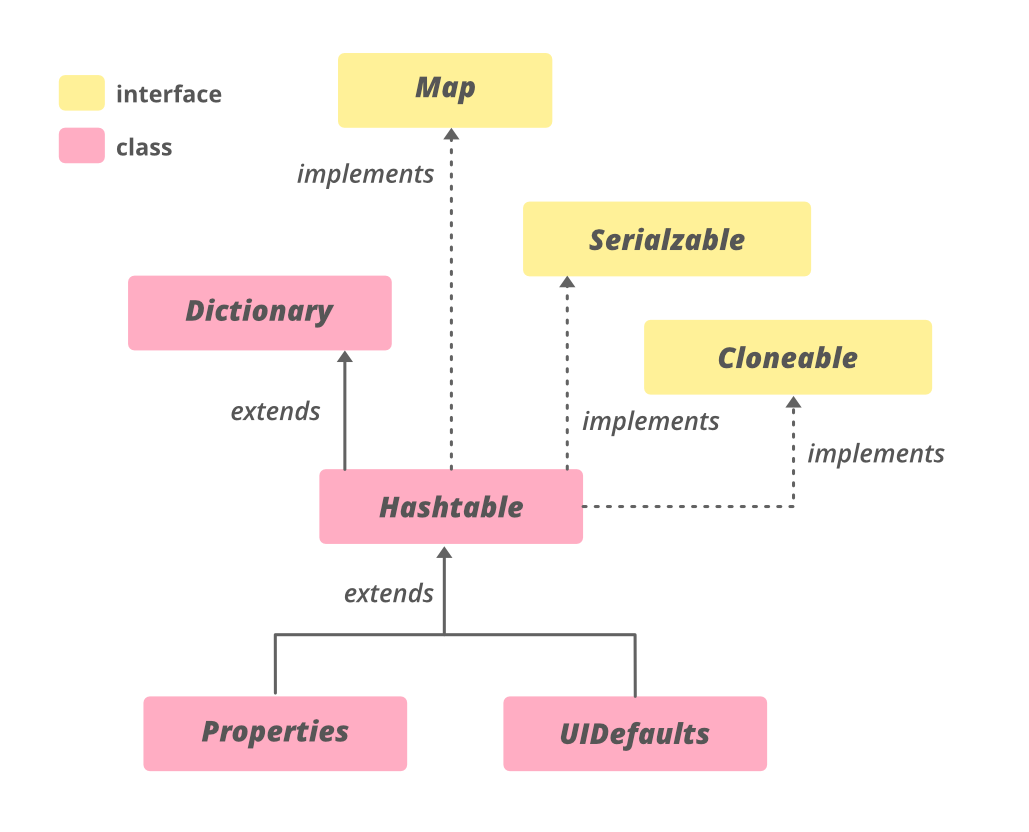 interface
class
Map
implements
Serialzable
Dictionary
Cloneable
extends
implements
implements
Hashtable
extends
Properties
UIDefaults